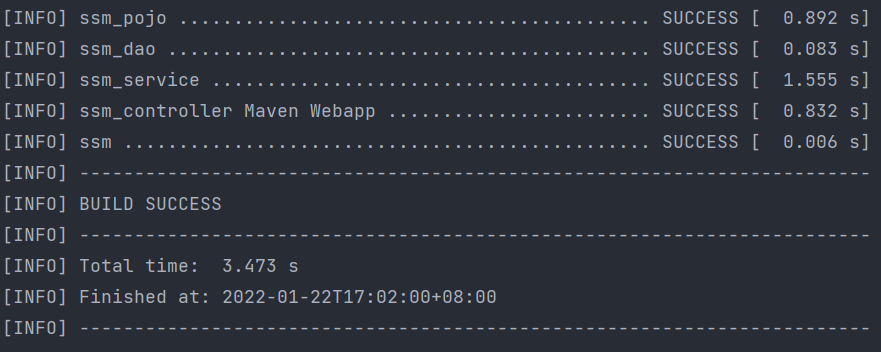 [INFO] ssm_pojo ........................................... SUCCESS [  0.892 s]
[INFO] ssm_dao ............................................ SUCCESS [  0.083 s]
[INFO] ssm_service ........................................ SUCCESS [  1.555 s]
[INFO] ssm_controller Maven Webapp ........................ SUCCESS [  0.832 s]
[INFO] ssm ................................................ SUCCESS [  0.006 s]
[INFO] ------------------------------------------------------------------------
[INFO] BUILD SUCCESS
[INFO] ------------------------------------------------------------------------
[INFO] Total time:  3.473 s
[INFO] Finished at: 2022-01-22T17:02:00+08:00
[INFO] ------------------------------------------------------------------------